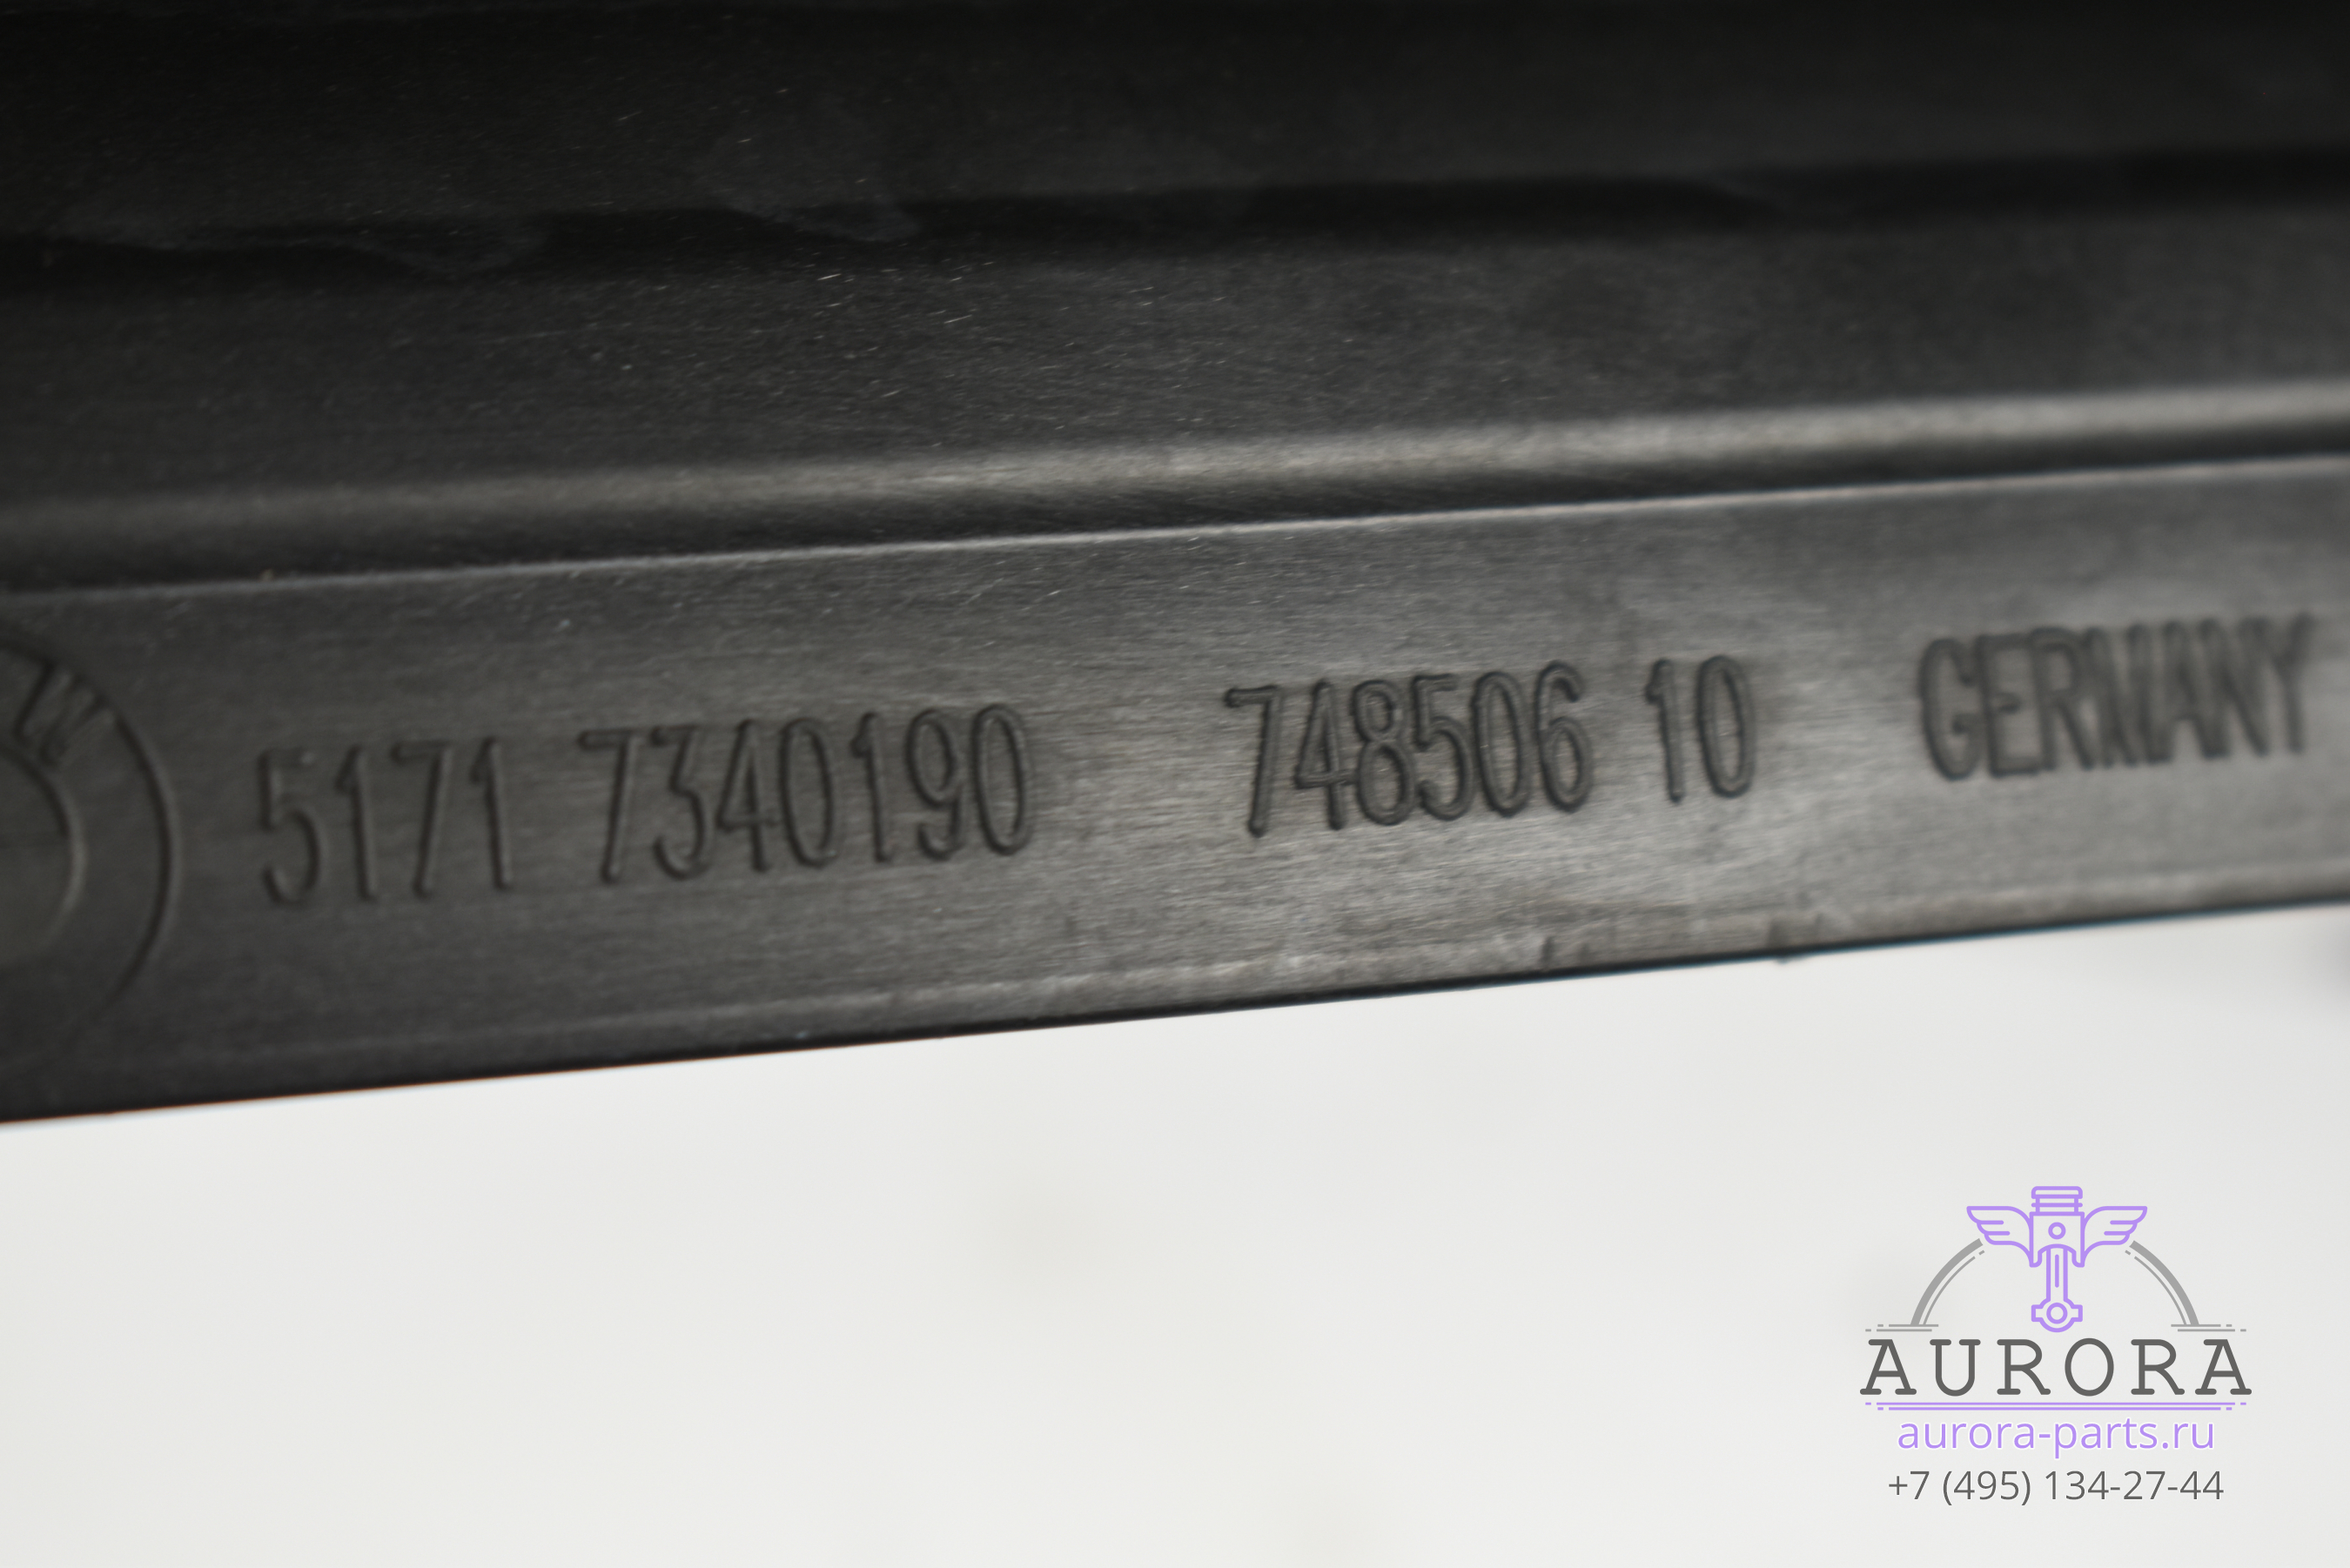 W 5171 7340190 748506 10 GERMANY
AURORA
aurora-parts.ru
+7 (495) 134-27-44